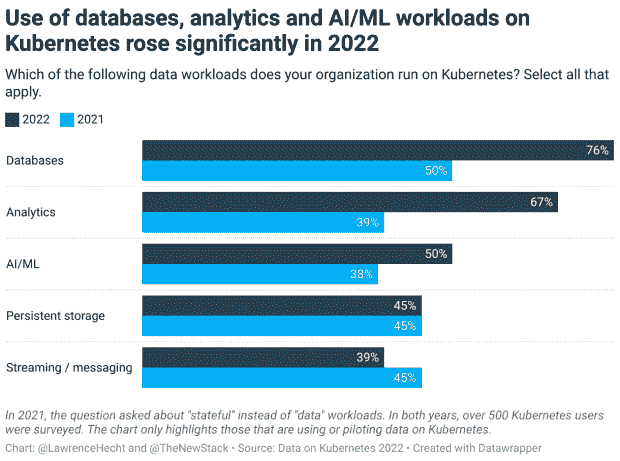 Use of databases, analytics and AI/ML workloads on
Kubernetes rose significantly in 2022
Which of the following data workloads does your organization run on Kubernetes? Select all that
apply.
2022 2021
Databases 76%
50%
Analytics 67%
39%
AI/ML 50%
38%
Persistent storage 45%
45%
Streaming / messaging 39%
45%
In 2021, the question asked about "stateful" instead of "data" workloads. In both years, over 500 Kubernetes users
were surveyed. The chart only highlights those that are using or piloting data on Kubernetes.
Chart: @LawrenceHecht and @TheNewStack • Source: Data on Kubernetes 2022 • Created with Datawrapper